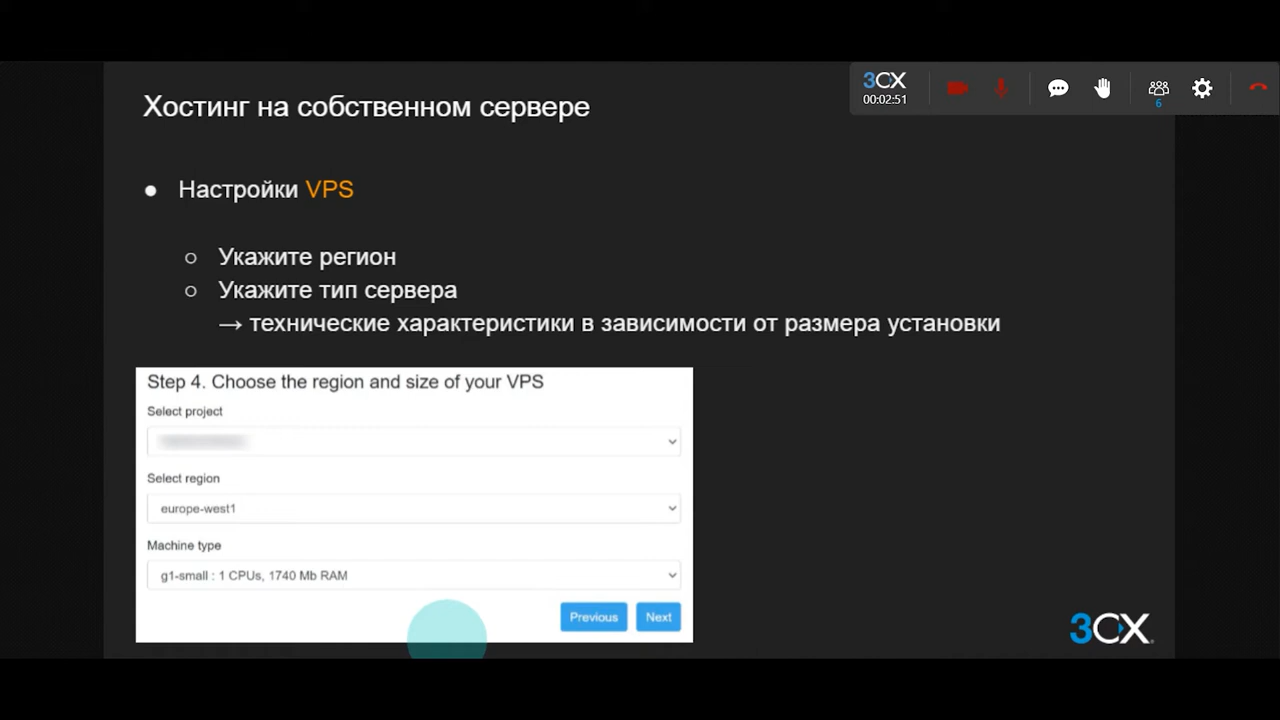 Хостинг на собственном сервере
3CX
00:02:51
6
● Настройки VPS
○ Укажите регион
○ Укажите тип сервера
→ технические характеристики в зависимости от размера установки
Step 4. Choose the region and size of your VPS
Select project
Select region
europe-west1
Machine type
g1-small : 1 CPUs, 1740 Mb RAM
Previous Next
3CX